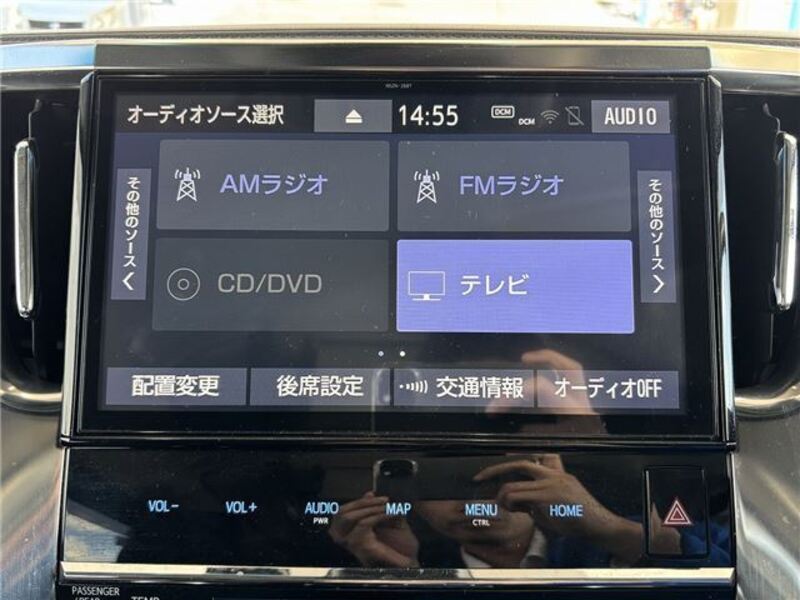 オーディオソース選択
14:55
DCM
DCM
AUDIO
その他のソース
AMラジオ
FMラジオ
その他のソース
CD/DVD
テレビ
配置変更
後席設定
交通情報
オーディオOFF
VOL-
VOL+
AUDIO
PWR
MAP
MENU
CTRL
HOME
PASSENGER
TEMP